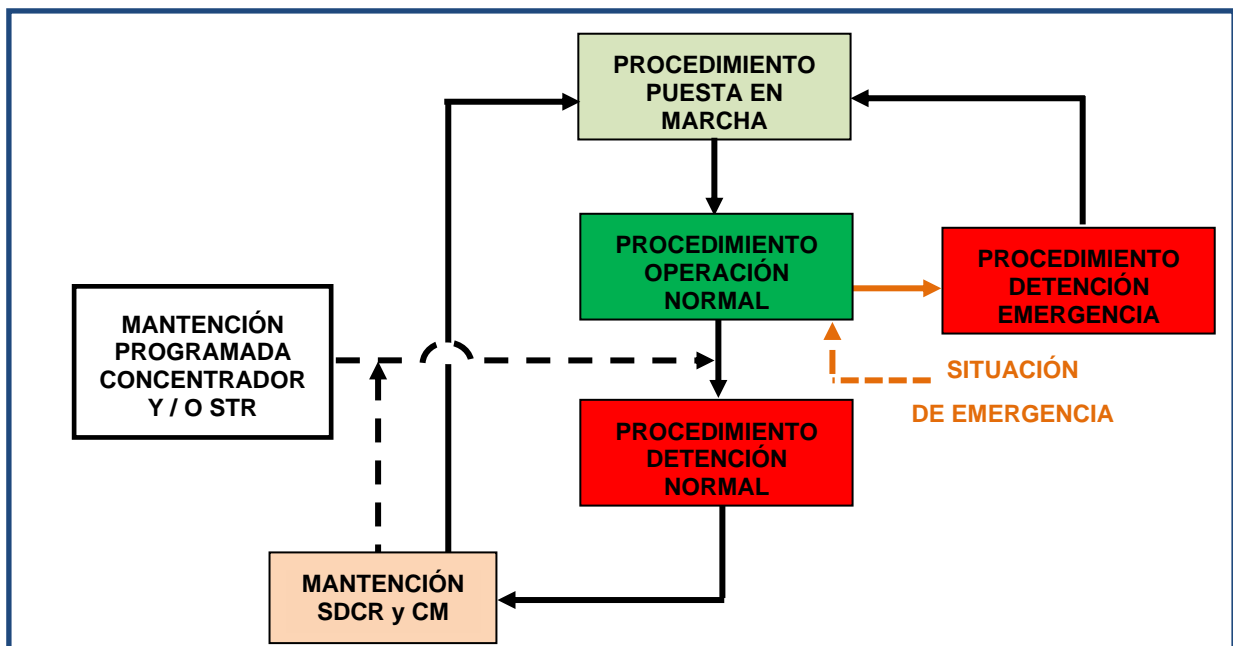 PROCEDIMIENTO
PUESTA EN
MARCHA
PROCEDIMIENTO
OPERACIÓN
NORMAL
PROCEDIMIENTO
DETENCIÓN
EMERGENCIA
MANTENCIÓN
PROGRAMADA
CONCENTRADOR
Y / O STR
SITUACIÓN
DE EMERGENCIA
PROCEDIMIENTO
DETENCIÓN
NORMAL
MANTENCIÓN
SDCR y CM